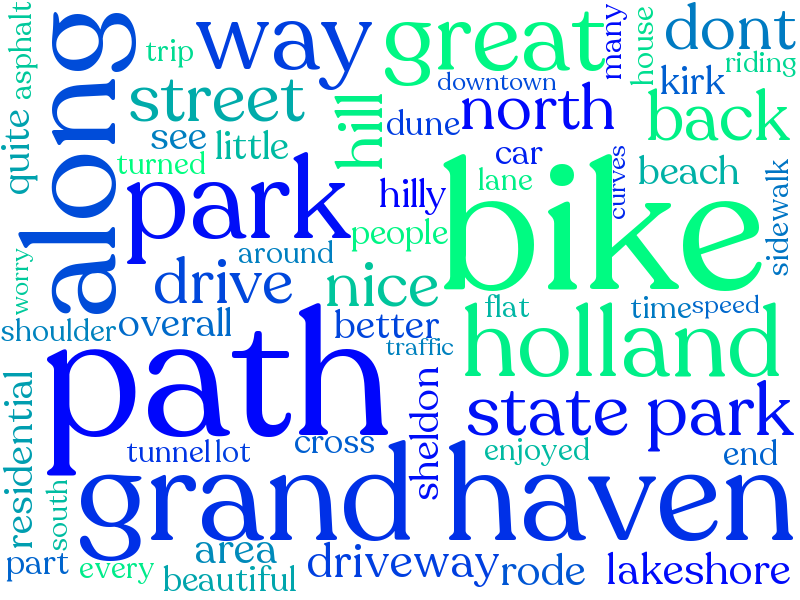 asphalt
quite
along
trip
way
great
many
house
dont
riding
downtown
kirk
street
hill
dune
north
back
see
little
turned
car
curves
beach
sidewalk
park
hilly
lane
bike
people
around
worry
drive
nice
flat
time
speed
shoulder
overall
better
traffic
holland
path
sheldon
state park
residential
tunnel
lot
cross
enjoyed
end
grand haven
south
part
every
area
beautiful
driveway
rode
lakeshore